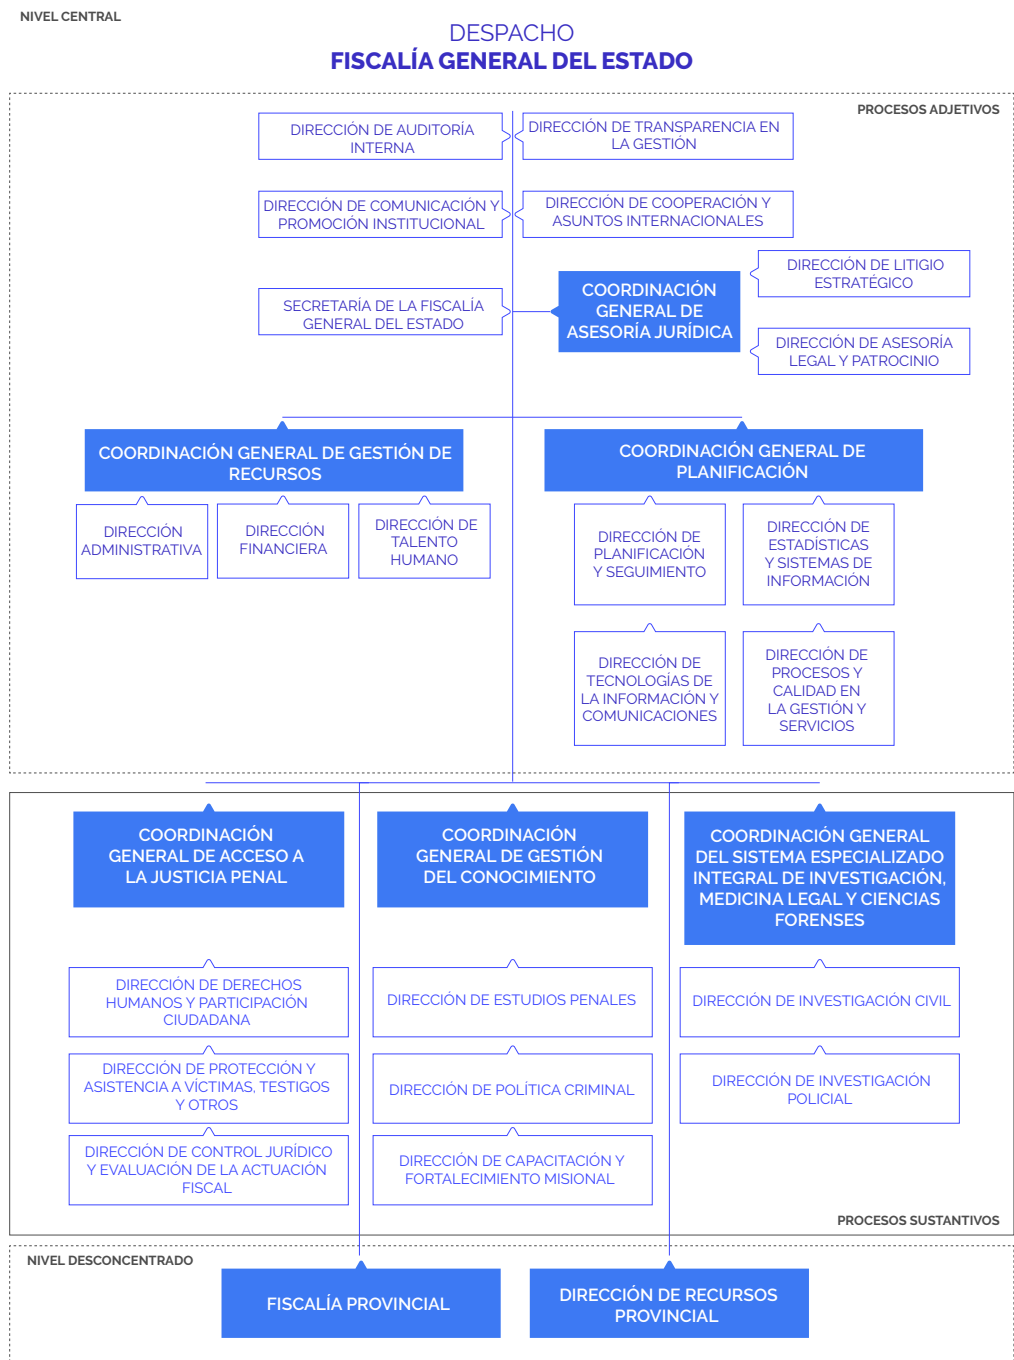 NIVEL CENTRAL
DESPACHO
FISCALÍA GENERAL DEL ESTADO
PROCESOS ADJETIVOS
DIRECCIÓN DE AUDITORÍA
INTERNA
DIRECCIÓN DE TRANSPARENCIA EN
LA GESTIÓN
DIRECCIÓN DE COMUNICACIÓN Y
PROMOCIÓN INSTITUCIONAL
DIRECCIÓN DE COOPERACIÓN Y
ASUNTOS INTERNACIONALES
SECRETARÍA DE LA FISCALÍA
GENERAL DEL ESTADO
COORDINACIÓN
GENERAL DE
ASESORÍA JURÍDICA
DIRECCIÓN DE LITIGIO
ESTRATÉGICO
DIRECCIÓN DE ASESORÍA
LEGAL Y PATROCINIO
COORDINACIÓN GENERAL DE GESTIÓN DE
RECURSOS
COORDINACIÓN GENERAL DE
PLANIFICACIÓN
DIRECCIÓN
ADMINISTRATIVA
DIRECCIÓN
FINANCIERA
DIRECCIÓN DE
TALENTO
HUMANO
DIRECCIÓN DE
PLANIFICACIÓN
Y SEGUIMIENTO
DIRECCIÓN DE
ESTADÍSTICAS
Y SISTEMAS DE
INFORMACIÓN
DIRECCIÓN DE
TECNOLOGÍAS DE
LA INFORMACIÓN Y
COMUNICACIONES
DIRECCIÓN DE
PROCESOS Y
CALIDAD EN
LA GESTIÓN Y
SERVICIOS
COORDINACIÓN
GENERAL DE ACCESO A
LA JUSTICIA PENAL
COORDINACIÓN
GENERAL DE GESTIÓN
DEL CONOCIMIENTO
COORDINACIÓN GENERAL
DEL SISTEMA ESPECIALIZADO
INTEGRAL DE INVESTIGACIÓN,
MEDICINA LEGAL Y CIENCIAS
FORENSES
DIRECCIÓN DE DERECHOS
HUMANOS Y PARTICIPACIÓN
CIUDADANA
DIRECCIÓN DE ESTUDIOS PENALES
DIRECCIÓN DE INVESTIGACIÓN CIVIL
DIRECCIÓN DE PROTECCIÓN Y
ASISTENCIA A VÍCTIMAS, TESTIGOS
Y OTROS
DIRECCIÓN DE POLÍTICA CRIMINAL
DIRECCIÓN DE INVESTIGACIÓN
POLICIAL
DIRECCIÓN DE CONTROL JURÍDICO
Y EVALUACIÓN DE LA ACTUACIÓN
FISCAL
DIRECCIÓN DE CAPACITACIÓN Y
FORTALECIMIENTO MISIONAL
PROCESOS SUSTANTIVOS
NIVEL DESCONCENTRADO
FISCALÍA PROVINCIAL
DIRECCIÓN DE RECURSOS
PROVINCIAL